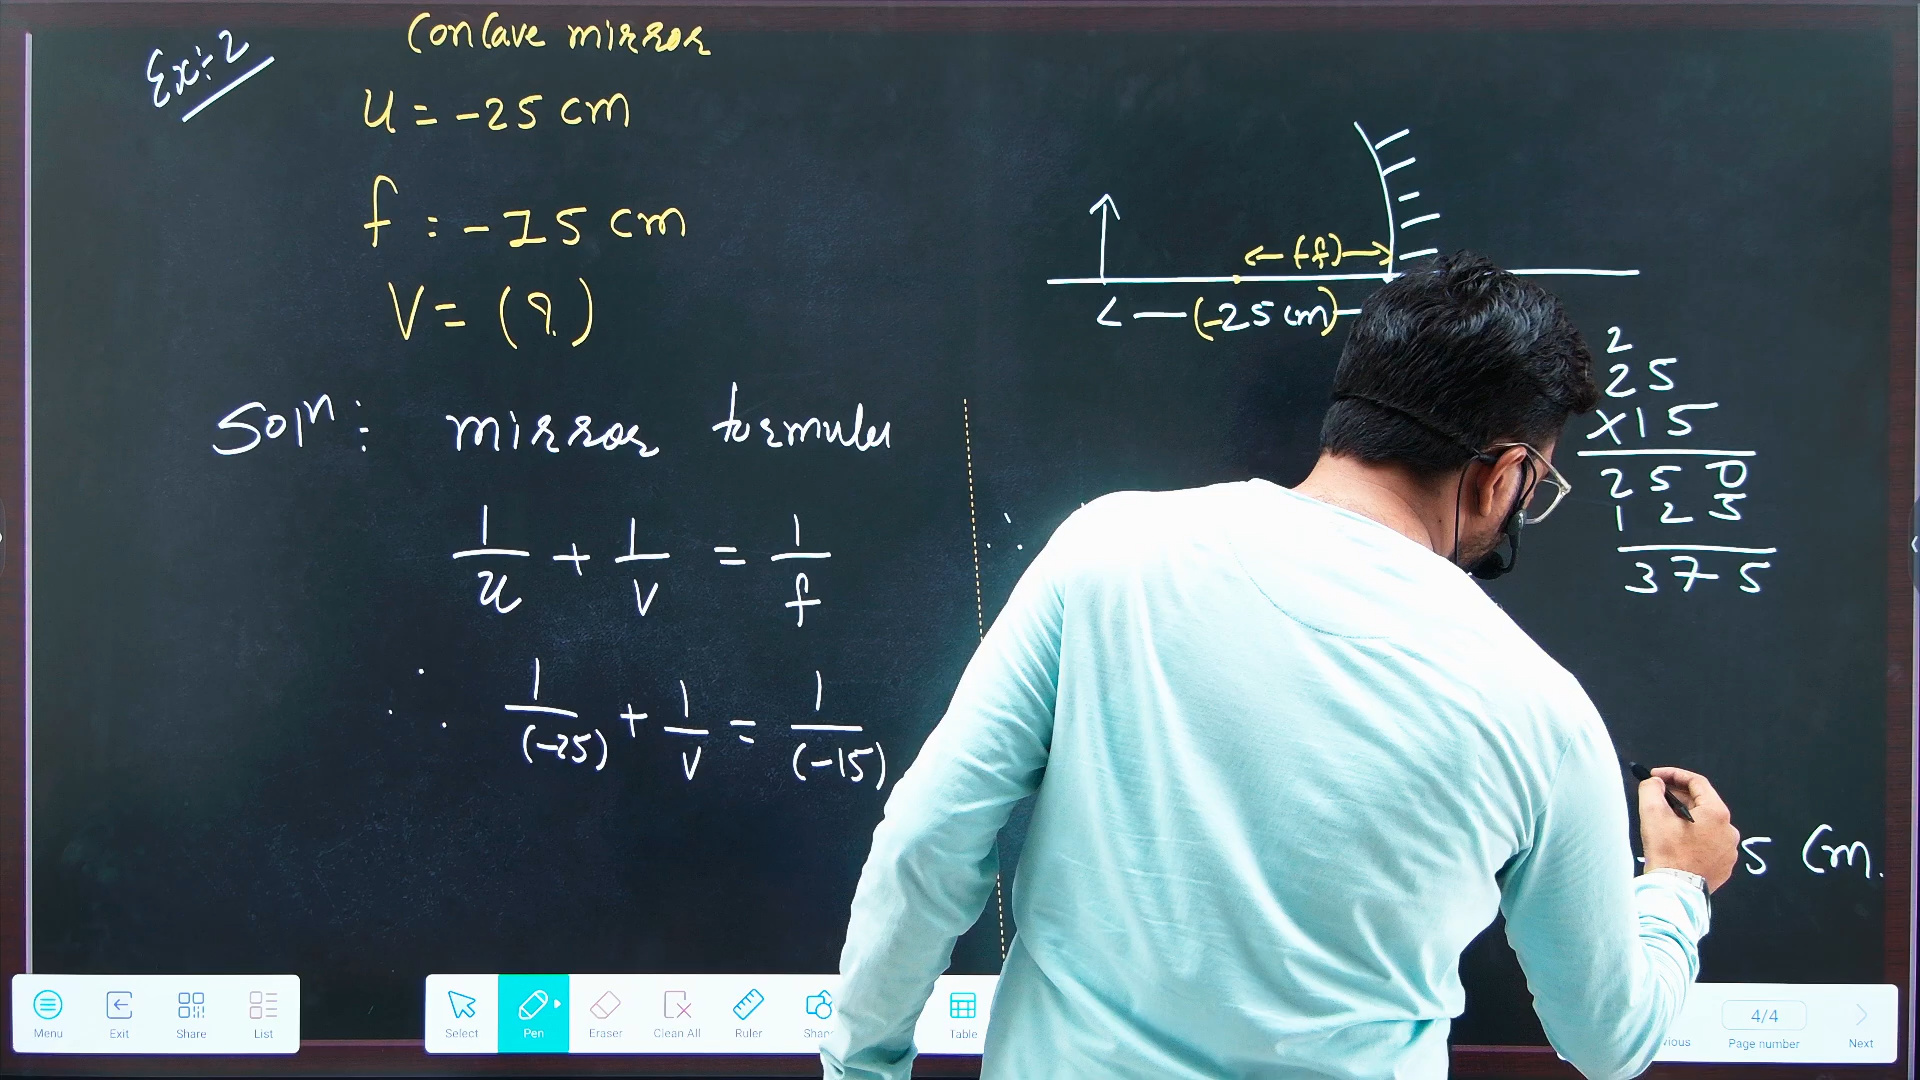 Ex:-2
Concave mirror
u = -25 cm
f = -15 cm
V = (?)
Soln: mirror formula
1/u + 1/v = 1/f
∴ 1/(-25) + 1/v = 1/(-15)
(f)
(-25 cm)
2
25
×15
250
125
375
5 cm.
Menu
Exit
Share
List
Select
Pen
Eraser
Clean All
Ruler
Table
4/4
Page number
Next